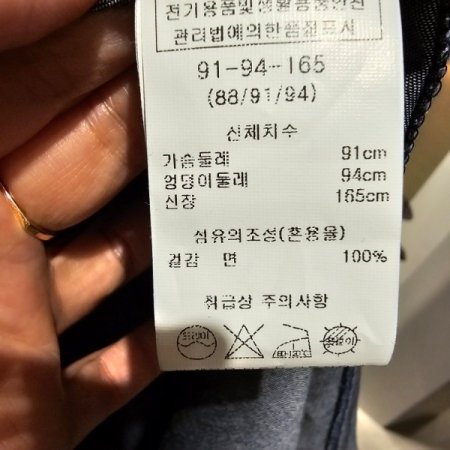 전기용품및생활용품안전
관리법에의한품질표시
91-94-165
(88/91/94)
신체치수
가슴둘레 91cm
엉덩이둘레 94cm
신장 165cm
섬유의조성(혼용율)
겉감 면 100%
취급상 주의사항
드라이